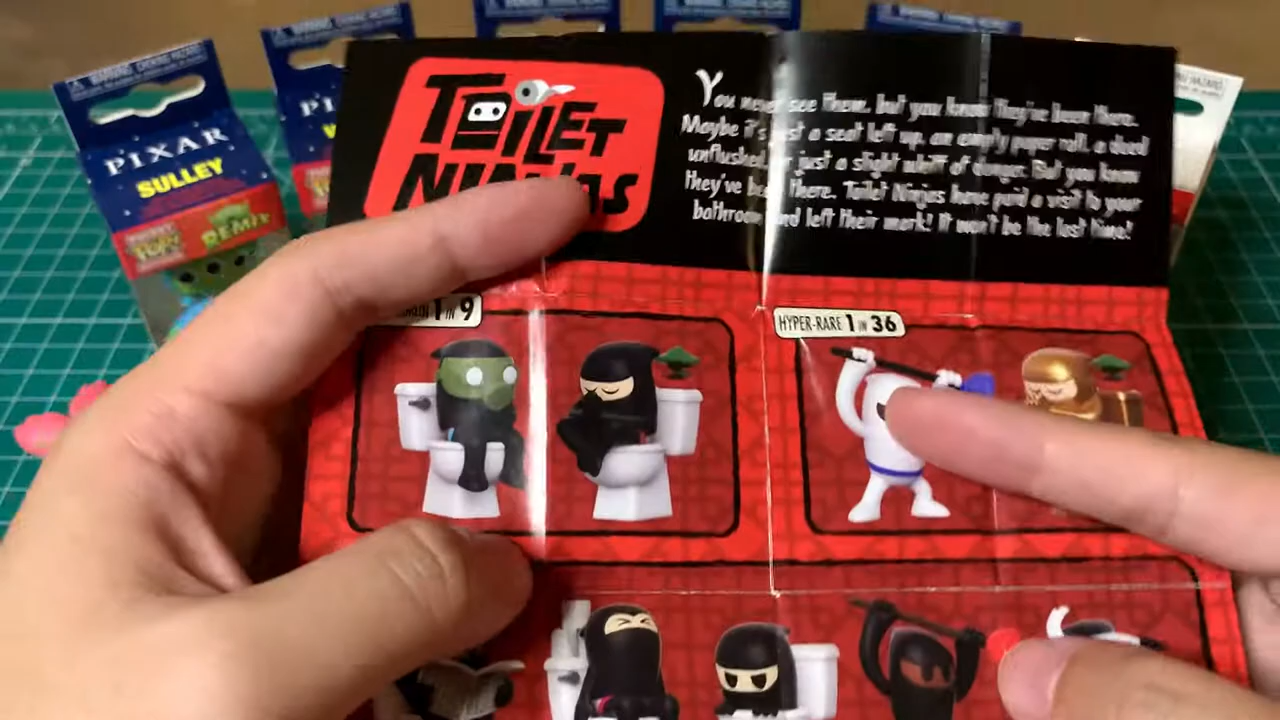 PIXAR
SULLEY
REMIX
PI
TOILET
NINJAS
You never see them, but you know they've been there.
Maybe it's just a seat left up, an empty paper roll, a dud
unflushed, or just a slight whiff of danger. But you know
they've been there. Toilet Ninjas have paid a visit to your
bathroom and left their mark! It won't be the last time!
1 IN 9
HYPER-RARE 1 IN 36